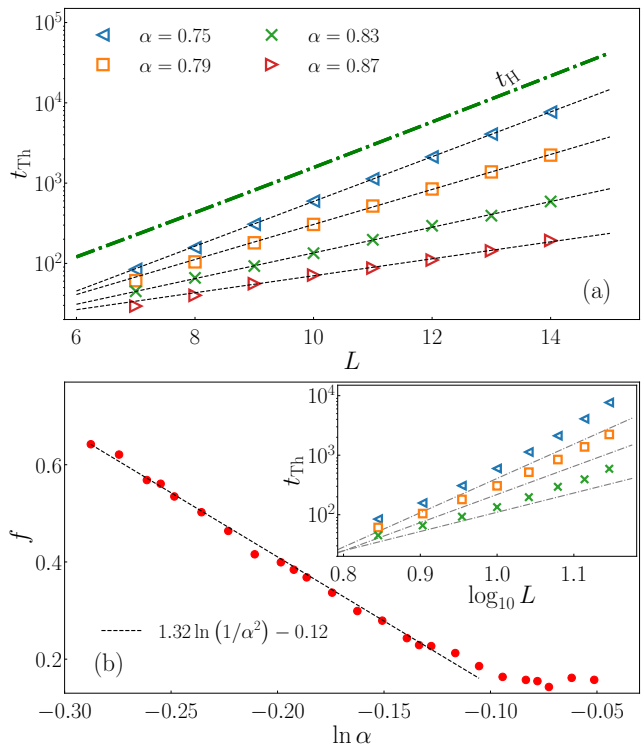 10^5
10^4
10^3
10^2
t_Th
α = 0.75
α = 0.83
α = 0.79
α = 0.87
t_H
(a)
6 8 10 12 14
L
0.6
0.4
0.2
f
10^4
10^3
10^2
t_Th
0.8 0.9 1.0 1.1
log_10 L
1.32 ln (1/α^2) − 0.12
(b)
−0.30 −0.25 −0.20 −0.15 −0.10 −0.05
ln α